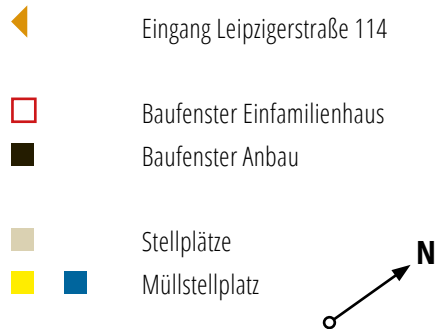 Eingang Leipzigerstraße 114
Baufenster Einfamilienhaus
Baufenster Anbau
Stellplätze
N
Müllstellplatz